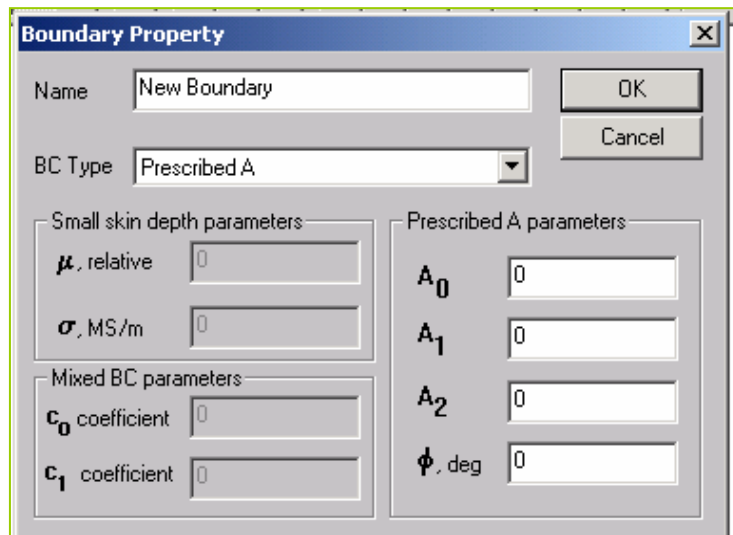 Boundary Property
Name New Boundary
OK
Cancel
BC Type Prescribed A
Small skin depth parameters
μ, relative 0
σ, MS/m 0
Mixed BC parameters
c0 coefficient 0
c1 coefficient 0
Prescribed A parameters
A0 0
A1 0
A2 0
ϕ, deg 0